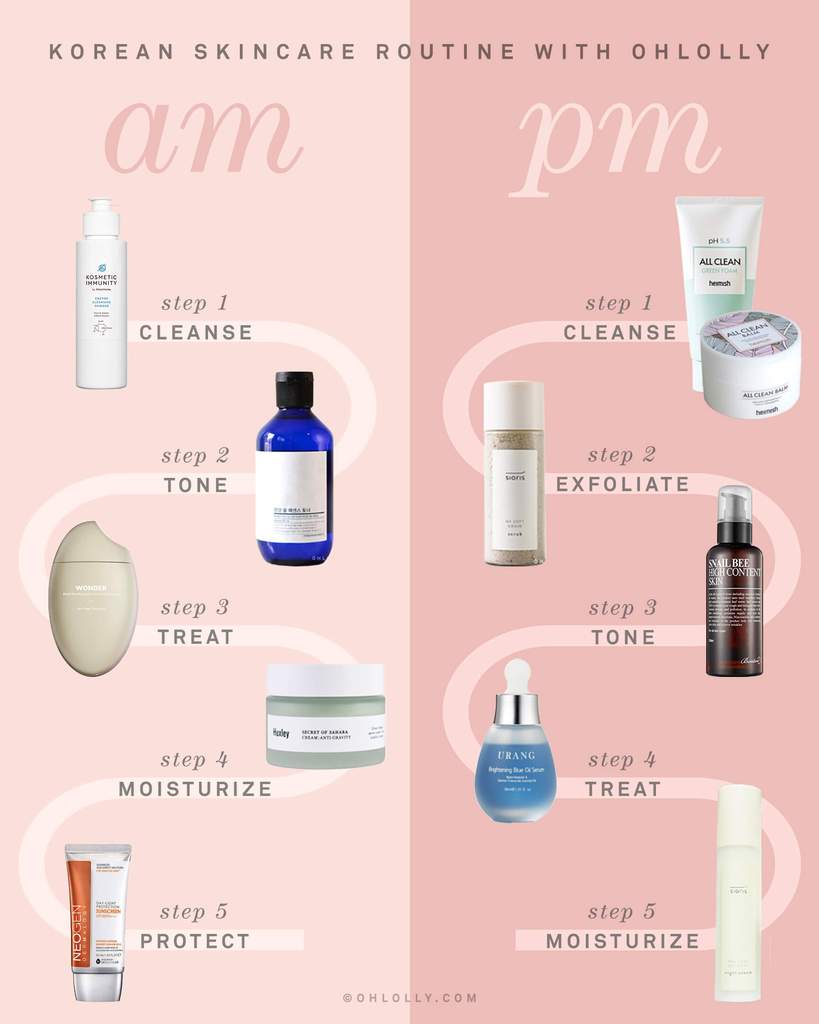 KOREAN SKINCARE ROUTINE WITH OHLOLLY
am
pm
KOSMETIC
IMMUNITY
step 1
CLEANSE
step 2
TONE
WONDER
step 3
TREAT
Huxley
SECRET OF SAHARA
CREAM; ANTI-GRAVITY
step 4
MOISTURIZE
NEOGEN
DERMALOGY
DAY-LIGHT
PROTECTION
SUNSCREEN
step 5
PROTECT
pH 5.5
ALL CLEAN
GREEN FOAM
heimish
ALL CLEAN
BALM
ALL CLEAN BALM
heimish
step 1
CLEANSE
sioris
scrub
step 2
EXFOLIATE
SNAIL BEE
HIGH CONTENT
SKIN
Benton
step 3
TONE
URANG
Brightening Blue Oil Serum
step 4
TREAT
sioris
step 5
MOISTURIZE
©OHLOLLY.COM